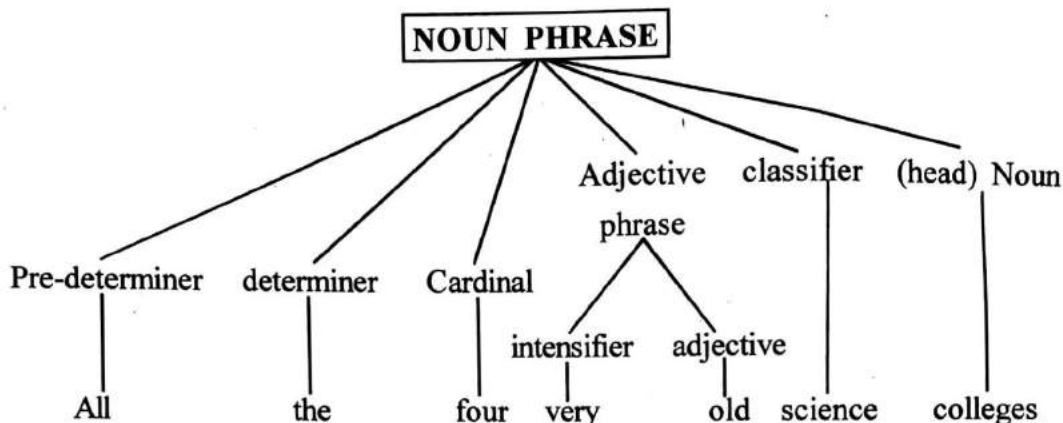 NOUN PHRASE
Adjective phrase
classifier
(head) Noun
Pre-determiner
determiner
Cardinal
intensifier
adjective
All the four very old science colleges